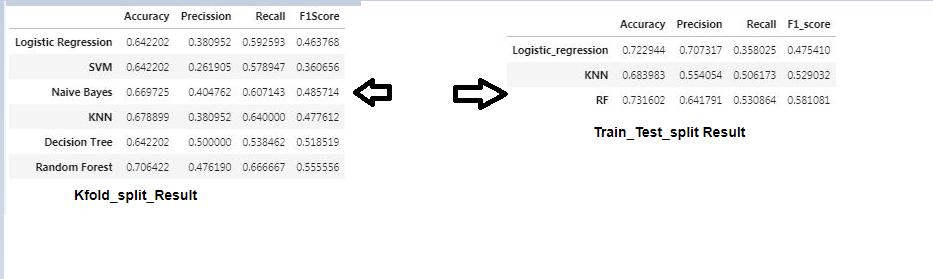 Accuracy Precission Recall F1Score
Logistic Regression 0.642202 0.380952 0.592593 0.463768
SVM 0.642202 0.261905 0.578947 0.360656
Naive Bayes 0.669725 0.404762 0.607143 0.485714
KNN 0.678899 0.380952 0.640000 0.477612
Decision Tree 0.642202 0.500000 0.538462 0.518519
Random Forest 0.706422 0.476190 0.666667 0.555556
Kfold_split_Result
Accuracy Precision Recall F1_score
Logistic_regression 0.722944 0.707317 0.358025 0.475410
KNN 0.683983 0.554054 0.506173 0.529032
RF 0.731602 0.641791 0.530864 0.581081
Train_Test_split Result